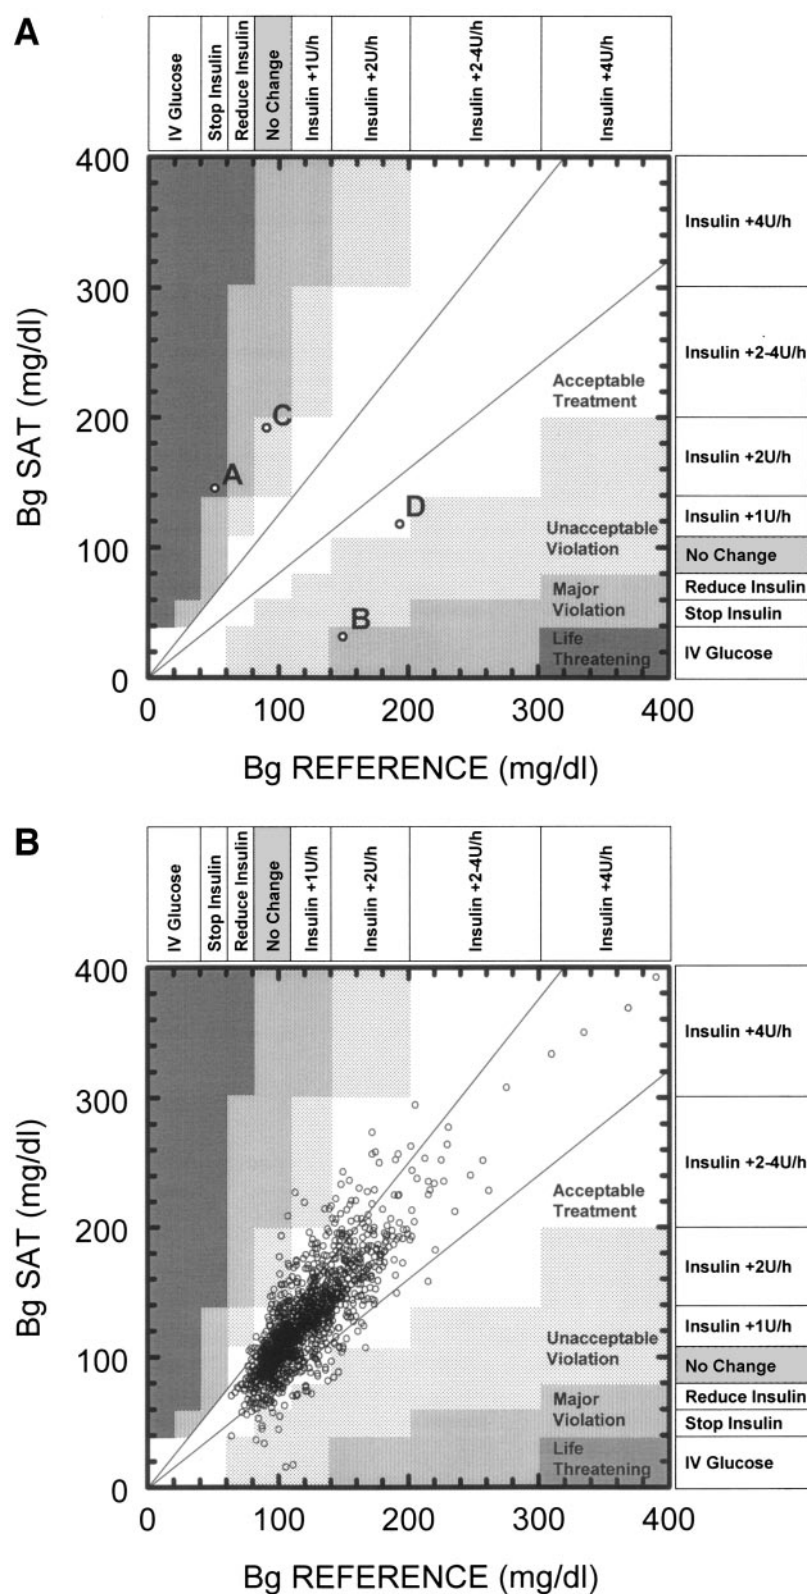 A
IV Glucose
Stop Insulin
Reduce Insulin
No Change
Insulin +1U/h
Insulin +2U/h
Insulin +2-4U/h
Insulin +4U/h
400
300
200
100
0
Bg SAT (mg/dl)
C
A
D
B
Acceptable
Treatment
Unacceptable
Violation
Major
Violation
Life
Threatening
Insulin +4U/h
Insulin +2-4U/h
Insulin +2U/h
Insulin +1U/h
No Change
Reduce Insulin
Stop Insulin
IV Glucose
0 100 200 300 400
Bg REFERENCE (mg/dl)
B
IV Glucose
Stop Insulin
Reduce Insulin
No Change
Insulin +1U/h
Insulin +2U/h
Insulin +2-4U/h
Insulin +4U/h
400
300
200
100
0
Bg SAT (mg/dl)
Acceptable
Treatment
Unacceptable
Violation
Major
Violation
Life
Threatening
Insulin +4U/h
Insulin +2-4U/h
Insulin +2U/h
Insulin +1U/h
No Change
Reduce Insulin
Stop Insulin
IV Glucose
0 100 200 300 400
Bg REFERENCE (mg/dl)